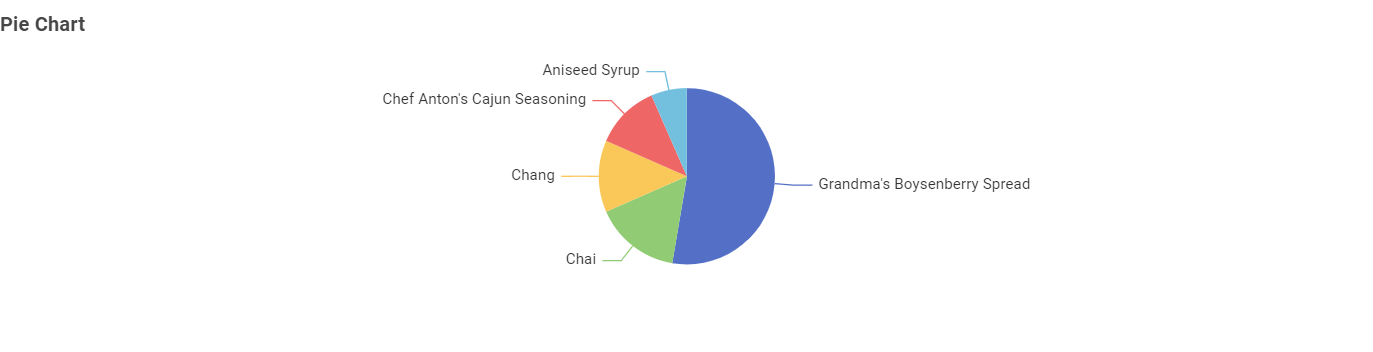 Pie Chart
Aniseed Syrup
Chef Anton's Cajun Seasoning
Chang
Grandma's Boysenberry Spread
Chai